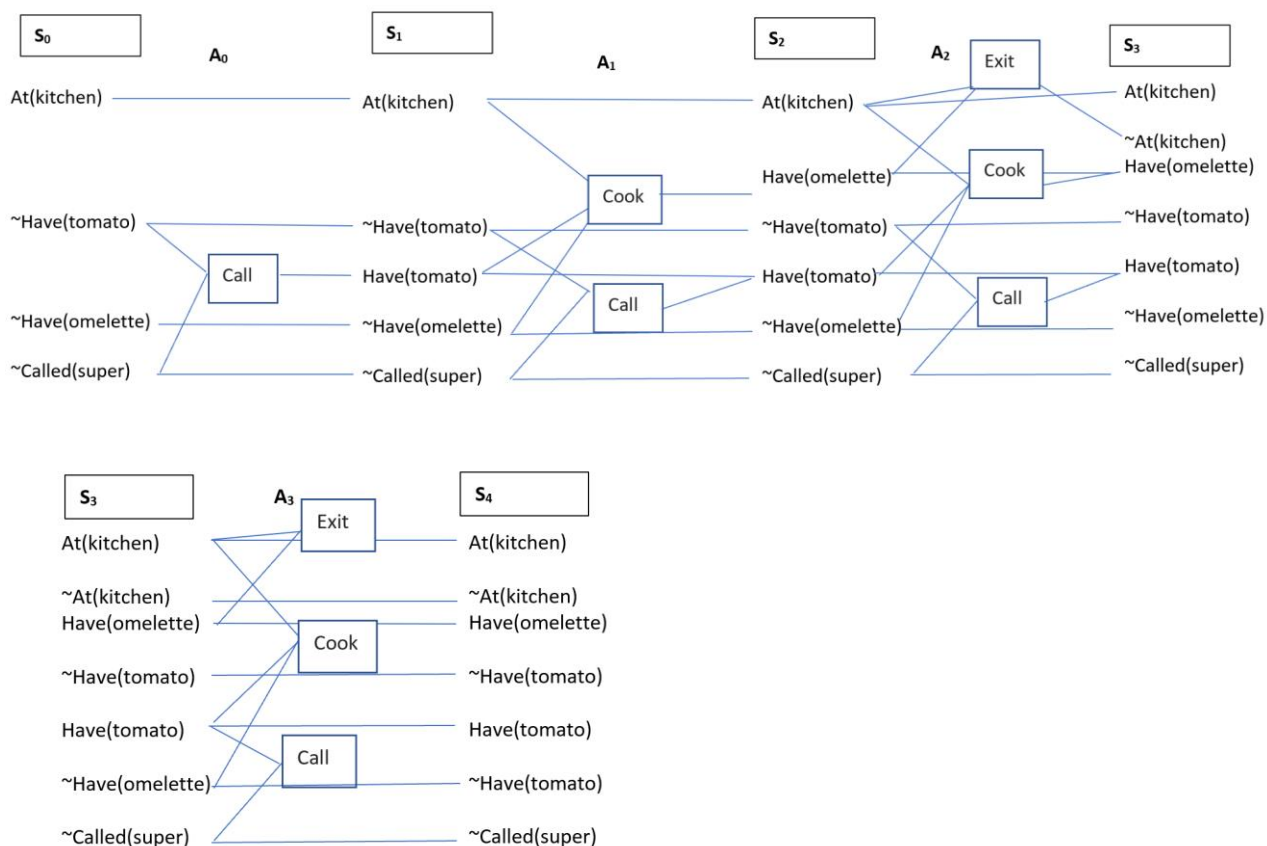 S₀
A₀
S₁
A₁
S₂
A₂
Exit
S₃
At(kitchen)
At(kitchen)
At(kitchen)
At(kitchen)
~At(kitchen)
Cook
Have(omelette)
Cook
Have(omelette)
~Have(tomato)
~Have(tomato)
~Have(tomato)
~Have(tomato)
Call
Have(tomato)
Call
Have(tomato)
Call
Have(tomato)
~Have(omelette)
~Have(omelette)
~Have(omelette)
~Have(omelette)
~Called(super)
~Called(super)
~Called(super)
~Called(super)
S₃
A₃
Exit
S₄
At(kitchen)
At(kitchen)
~At(kitchen)
~At(kitchen)
Have(omelette)
Cook
Have(omelette)
~Have(tomato)
~Have(tomato)
Have(tomato)
Call
Have(tomato)
~Have(omelette)
~Have(tomato)
~Called(super)
~Called(super)